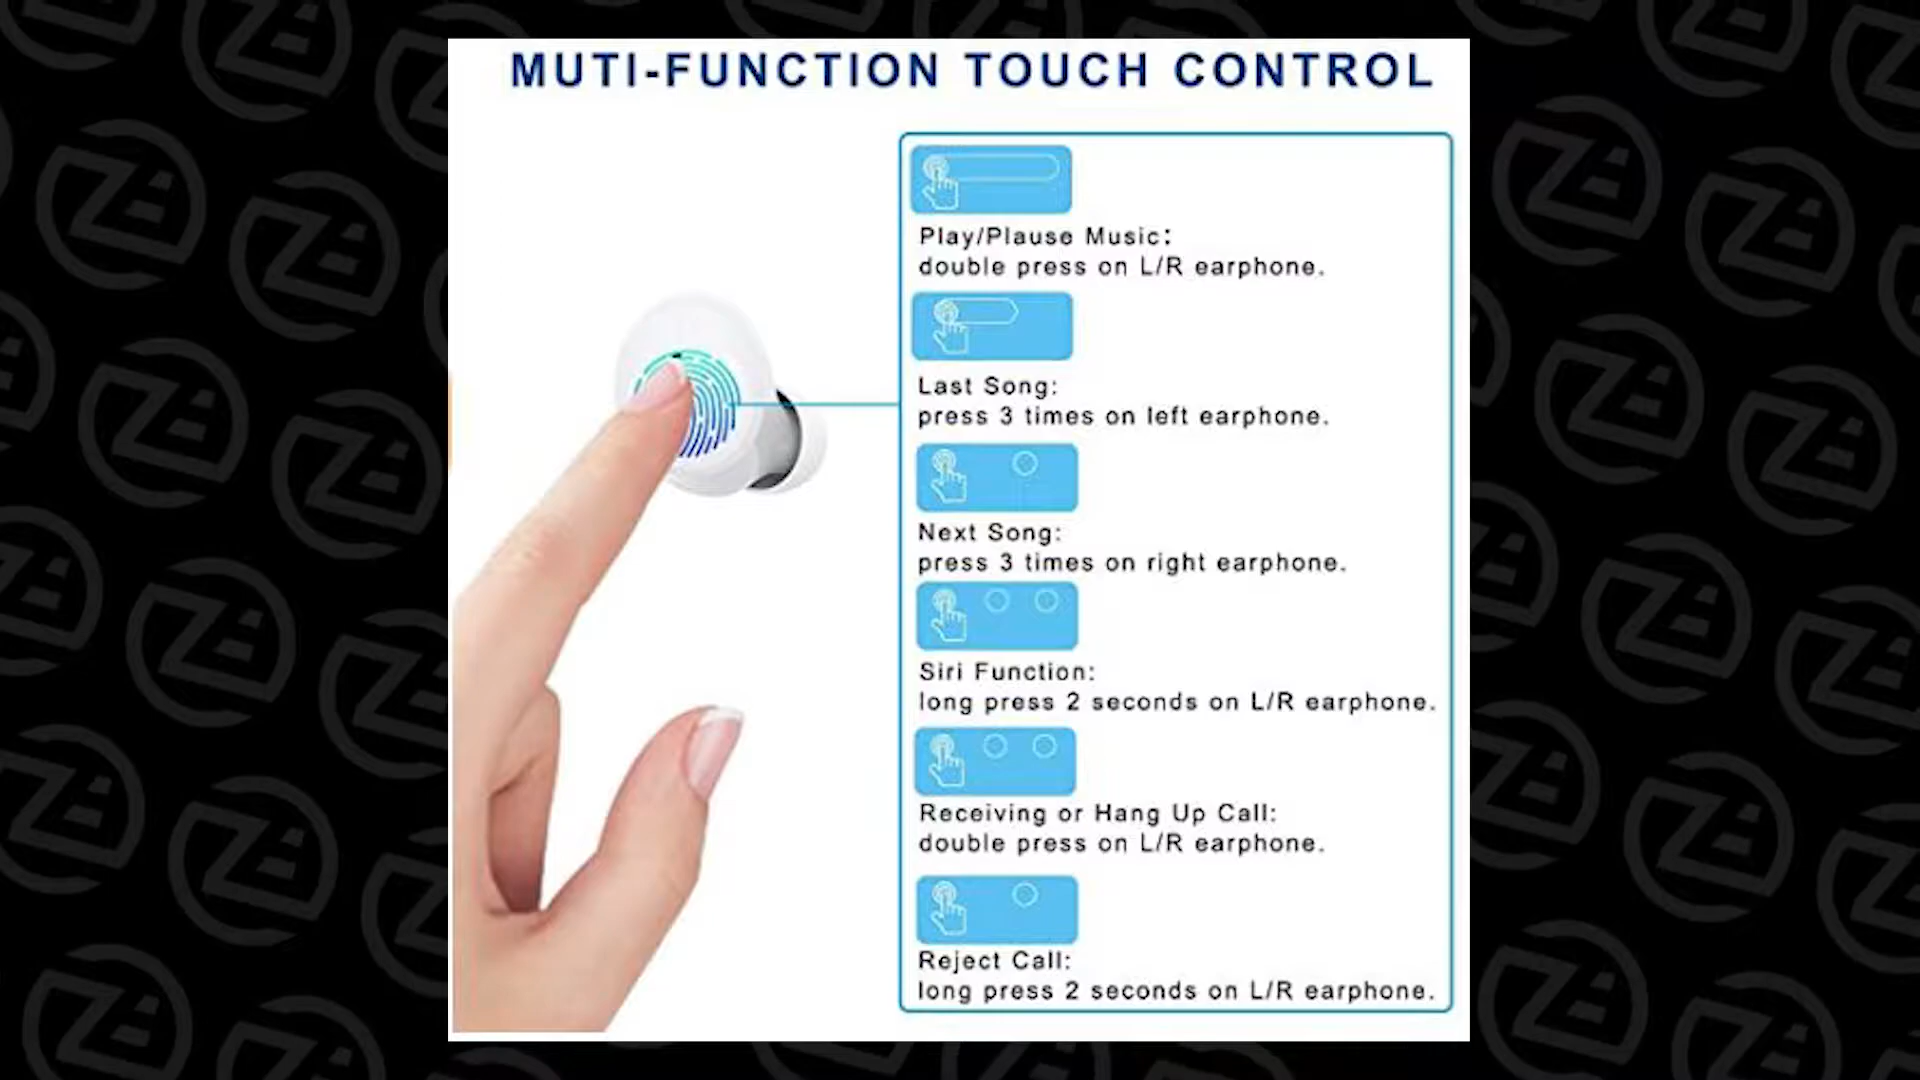 MUTI-FUNCTION TOUCH CONTROL
Play/Plause Music:
double press on L/R earphone.
Last Song:
press 3 times on left earphone.
Next Song:
press 3 times on right earphone.
Siri Function:
long press 2 seconds on L/R earphone.
Receiving or Hang Up Call:
double press on L/R earphone.
Reject Call:
long press 2 seconds on L/R earphone.